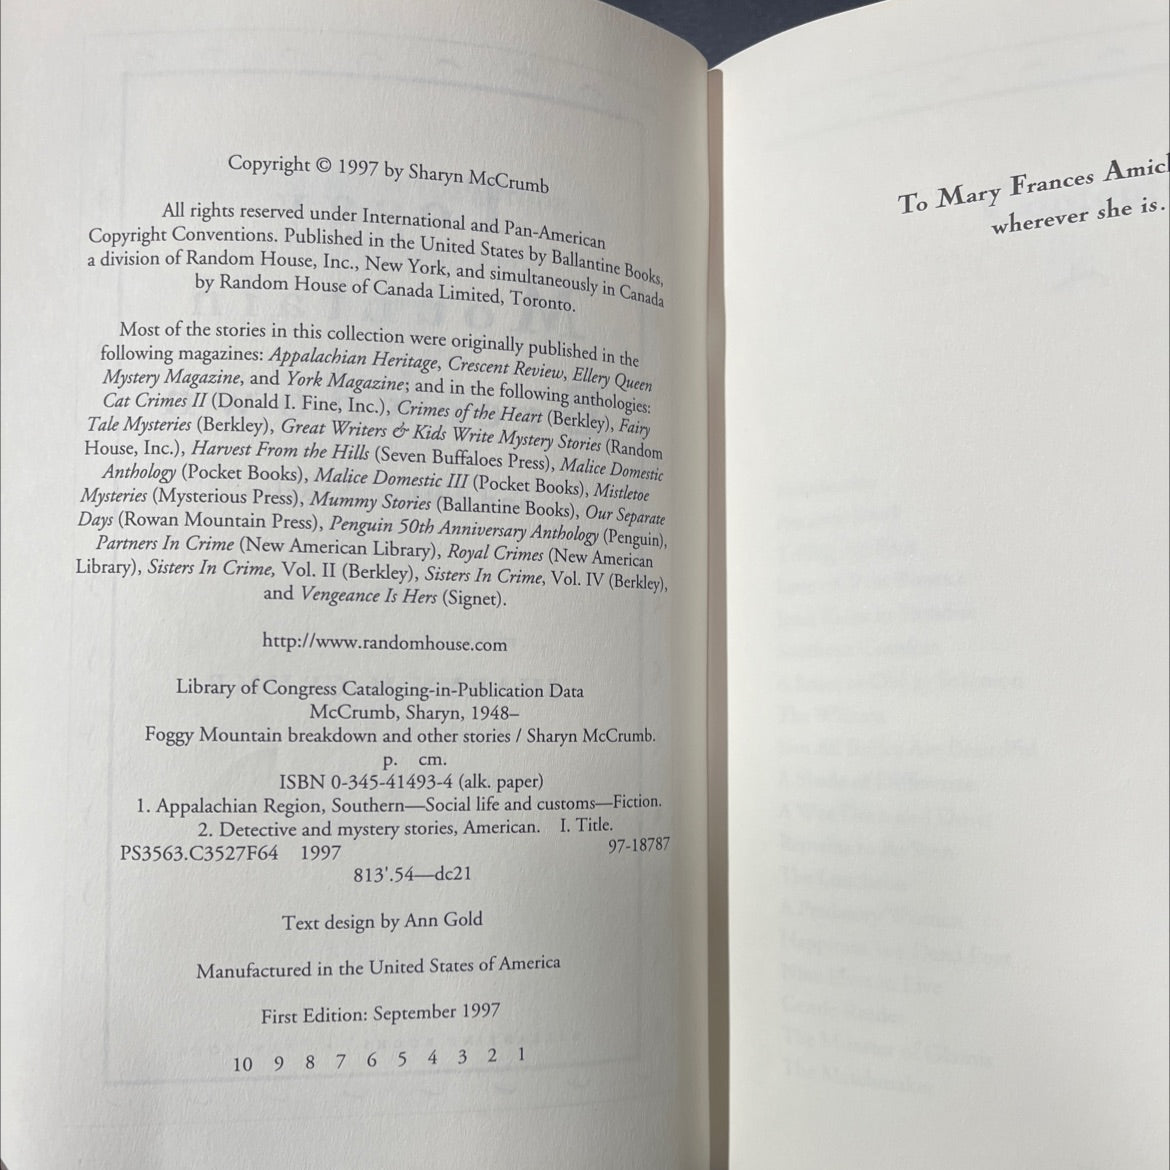 Copyright © 1997 by Sharyn McCrumb
All rights reserved under International and Pan-American
Copyright Conventions. Published in the United States by Ballantine Books,
a division of Random House, Inc., New York, and simultaneously in Canada
by Random House of Canada Limited, Toronto.
Most of the stories in this collection were originally published in the
following magazines: Appalachian Heritage, Crescent Review, Ellery Queen
Mystery Magazine, and York Magazine; and in the following anthologies:
Cat Crimes II (Donald I. Fine, Inc.), Crimes of the Heart (Berkley), Fairy
Tale Mysteries (Berkley), Great Writers & Kids Write Mystery Stories (Random
House, Inc.), Harvest From the Hills (Seven Buffaloes Press), Malice Domestic
Anthology (Pocket Books), Malice Domestic III (Pocket Books), Mistletoe
Mysteries (Mysterious Press), Mummy Stories (Ballantine Books), Our Separate
Days (Rowan Mountain Press), Penguin 50th Anniversary Anthology (Penguin),
Partners In Crime (New American Library), Royal Crimes (New American
Library), Sisters In Crime, Vol. II (Berkley), Sisters In Crime, Vol. IV (Berkley),
and Vengeance Is Hers (Signet).
http://www.randomhouse.com
Library of Congress Cataloging-in-Publication Data
McCrumb, Sharyn, 1948–
Foggy Mountain breakdown and other stories / Sharyn McCrumb.
p. cm.
ISBN 0-345-41493-4 (alk. paper)
1. Appalachian Region, Southern—Social life and customs—Fiction.
2. Detective and mystery stories, American. I. Title.
PS3563.C3527F64 1997 97-18787
813'.54—dc21
Text design by Ann Gold
Manufactured in the United States of America
First Edition: September 1997
10 9 8 7 6 5 4 3 2 1
To Mary Frances
wherever she is.